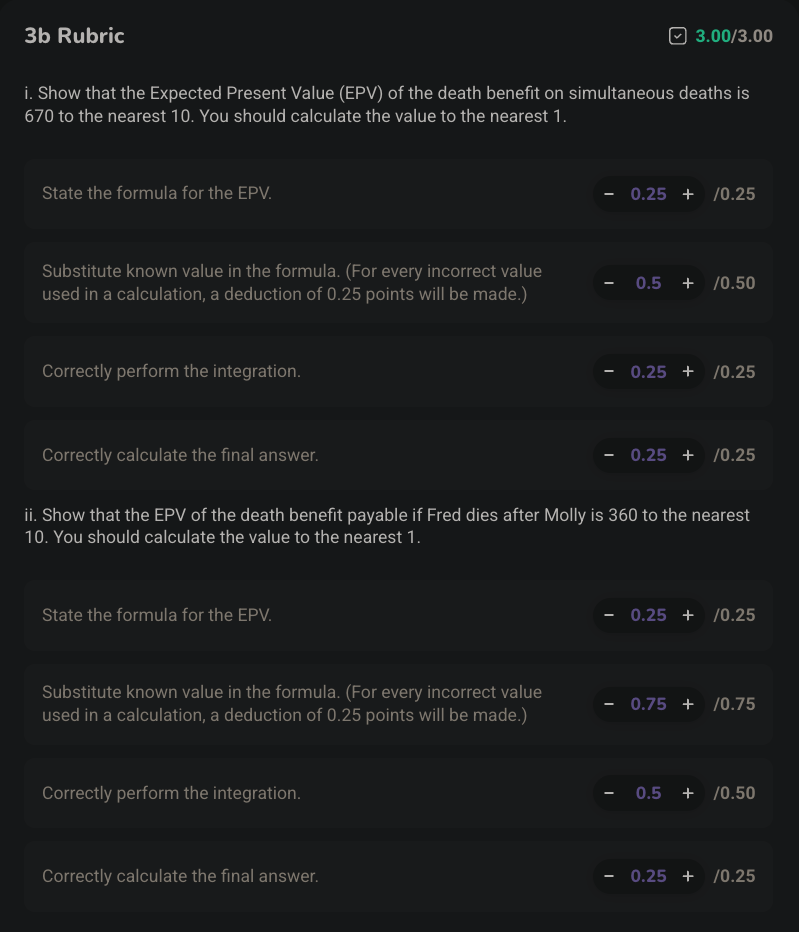 3b Rubric
3.00/3.00
i. Show that the Expected Present Value (EPV) of the death benefit on simultaneous deaths is
670 to the nearest 10. You should calculate the value to the nearest 1.
State the formula for the EPV.
− 0.25 + /0.25
Substitute known value in the formula. (For every incorrect value
used in a calculation, a deduction of 0.25 points will be made.)
− 0.5 + /0.50
Correctly perform the integration.
− 0.25 + /0.25
Correctly calculate the final answer.
− 0.25 + /0.25
ii. Show that the EPV of the death benefit payable if Fred dies after Molly is 360 to the nearest
10. You should calculate the value to the nearest 1.
State the formula for the EPV.
− 0.25 + /0.25
Substitute known value in the formula. (For every incorrect value
used in a calculation, a deduction of 0.25 points will be made.)
− 0.75 + /0.75
Correctly perform the integration.
− 0.5 + /0.50
Correctly calculate the final answer.
− 0.25 + /0.25